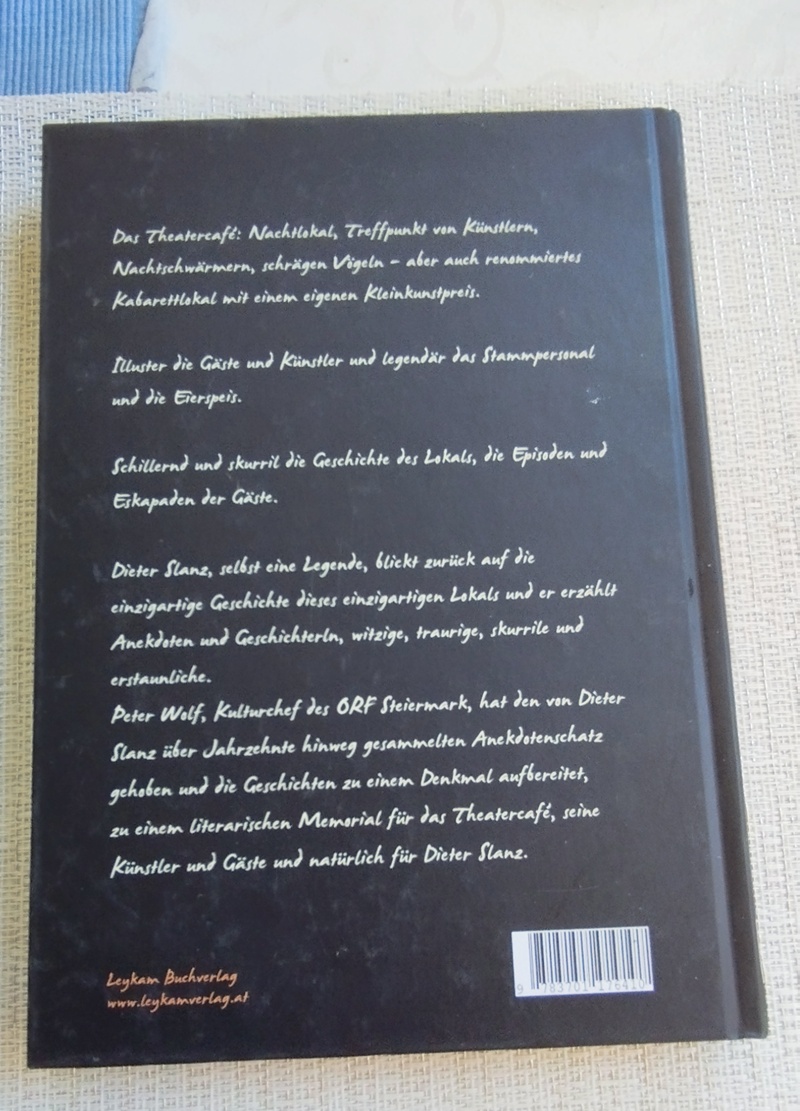 Das Theatercafé: Nachtlokal, Treffpunkt von Künstlern,
Nachtschwärmern, schrägen Vögeln – aber auch renommiertes
Kabarettlokal mit einem eigenen Kleinkunstpreis.
Illuster die Gäste und Künstler und legendär das Stammpersonal
und die Eierspeis.
Schillernd und skurril die Geschichte des Lokals, die Episoden und
Eskapaden der Gäste.
Dieter Slanz, selbst eine Legende, blickt zurück auf die
einzigartige Geschichte dieses einzigartigen Lokals und er erzählt
Anekdoten und Geschichterln, witzige, traurige, skurrile und
erstaunliche.
Peter Wolf, Kulturchef des ORF Steiermark, hat den von Dieter
Slanz über Jahrzehnte hinweg gesammelten Anekdotenschatz
gehoben und die Geschichten zu einem Denkmal aufbereitet,
zu einem literarischen Memorial für das Theatercafé, seine
Künstler und Gäste und natürlich für Dieter Slanz.
Leykam Buchverlag
www.leykamverlag.at
9 783701 176410